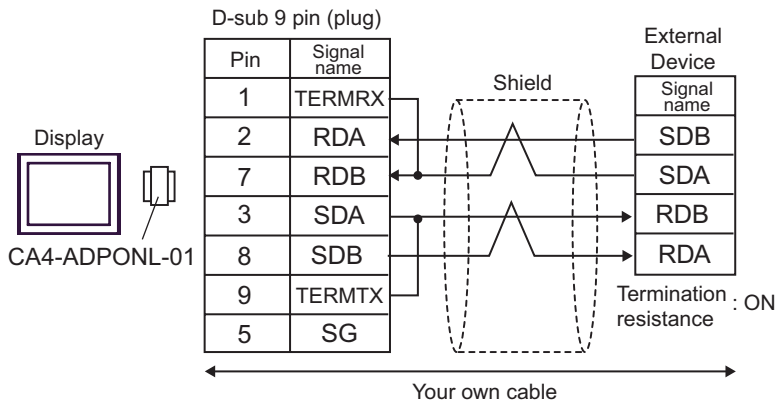 D-sub 9 pin (plug)
Pin Signal name
1 TERMRX
2 RDA
7 RDB
3 SDA
8 SDB
9 TERMTX
5 SG
Display
CA4-ADPONL-01
Shield
External
Device
Signal
name
SDB
SDA
RDB
RDA
Termination
resistance : ON
Your own cable